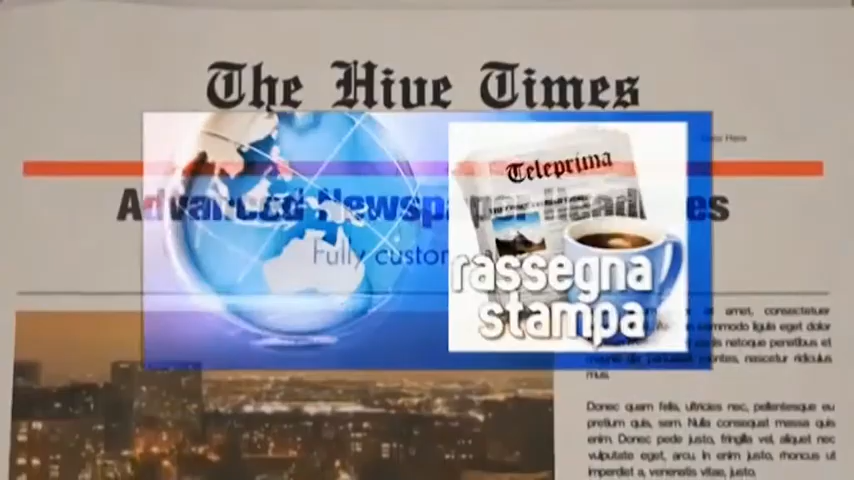 The Hive Times
Teleprima
Advanced Newspaper Headlines
Fully custom
rassegna
stampa
amet, consectetuer
commodo ligula eget dolor
natoque penatibus et
montes, nascetur ridiculus
mus.
Donec quam felis, ultricies nec, pellentesque eu
pretium quis, sem. Nulla consequat massa quis
enim. Donec pede justo, fringilla vel, aliquet nec
vulputate eget, arcu. In enim justo, rhoncus ut
imperdiet a, venenatis vitae, justo.